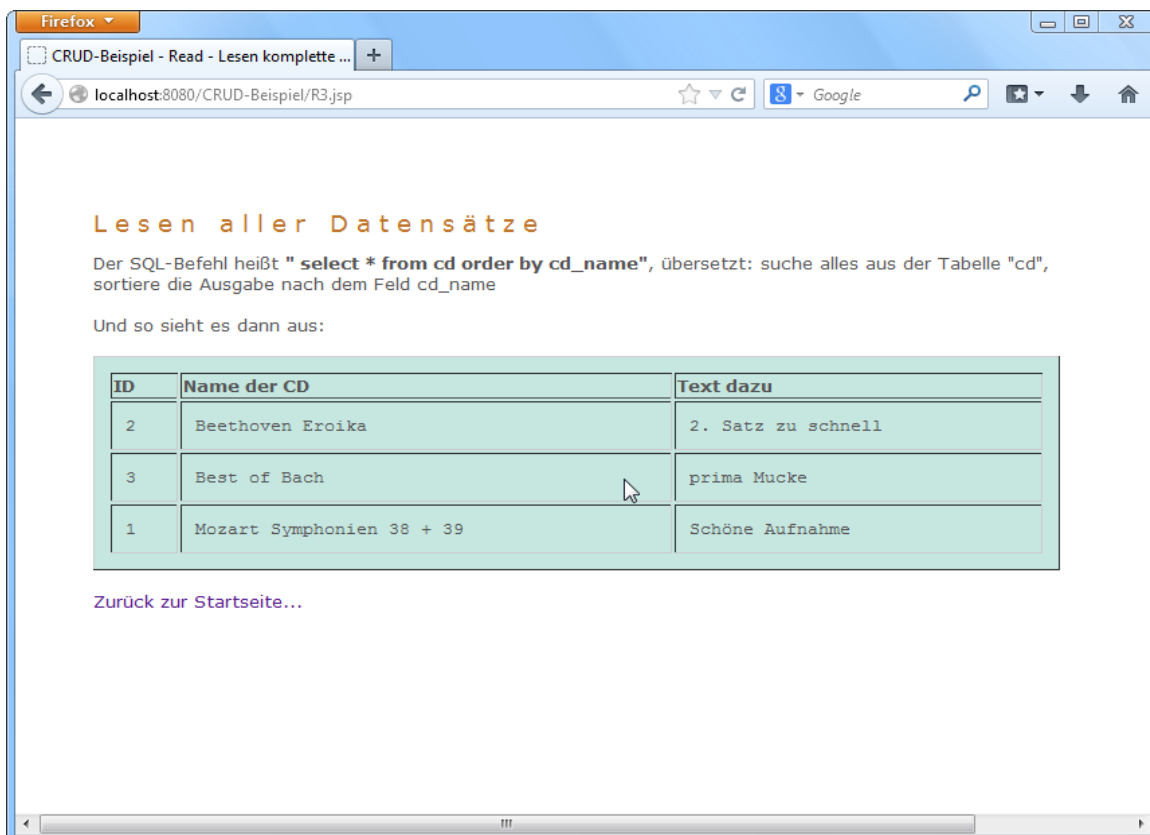 Firefox
CRUD-Beispiel - Read - Lesen komplette ...
localhost:8080/CRUD-Beispiel/R3.jsp
Google
Lesen aller Datensätze
Der SQL-Befehl heißt " select * from cd order by cd_name", übersetzt: suche alles aus der Tabelle "cd",
sortiere die Ausgabe nach dem Feld cd_name
Und so sieht es dann aus:
ID Name der CD Text dazu
2 Beethoven Eroika 2. Satz zu schnell
3 Best of Bach prima Mucke
1 Mozart Symphonien 38 + 39 Schöne Aufnahme
Zurück zur Startseite...